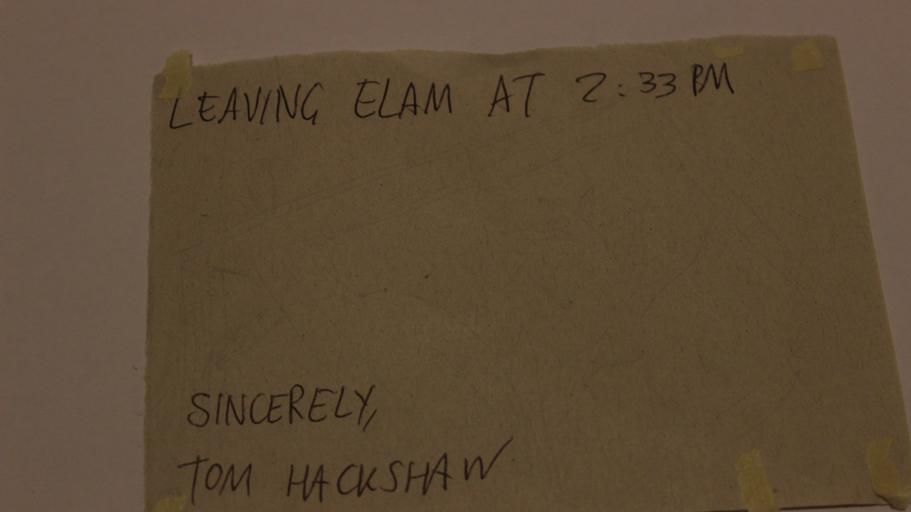 LEAVING ELAM AT 2:33 PM
SINCERELY,
TOM HACKSHAW